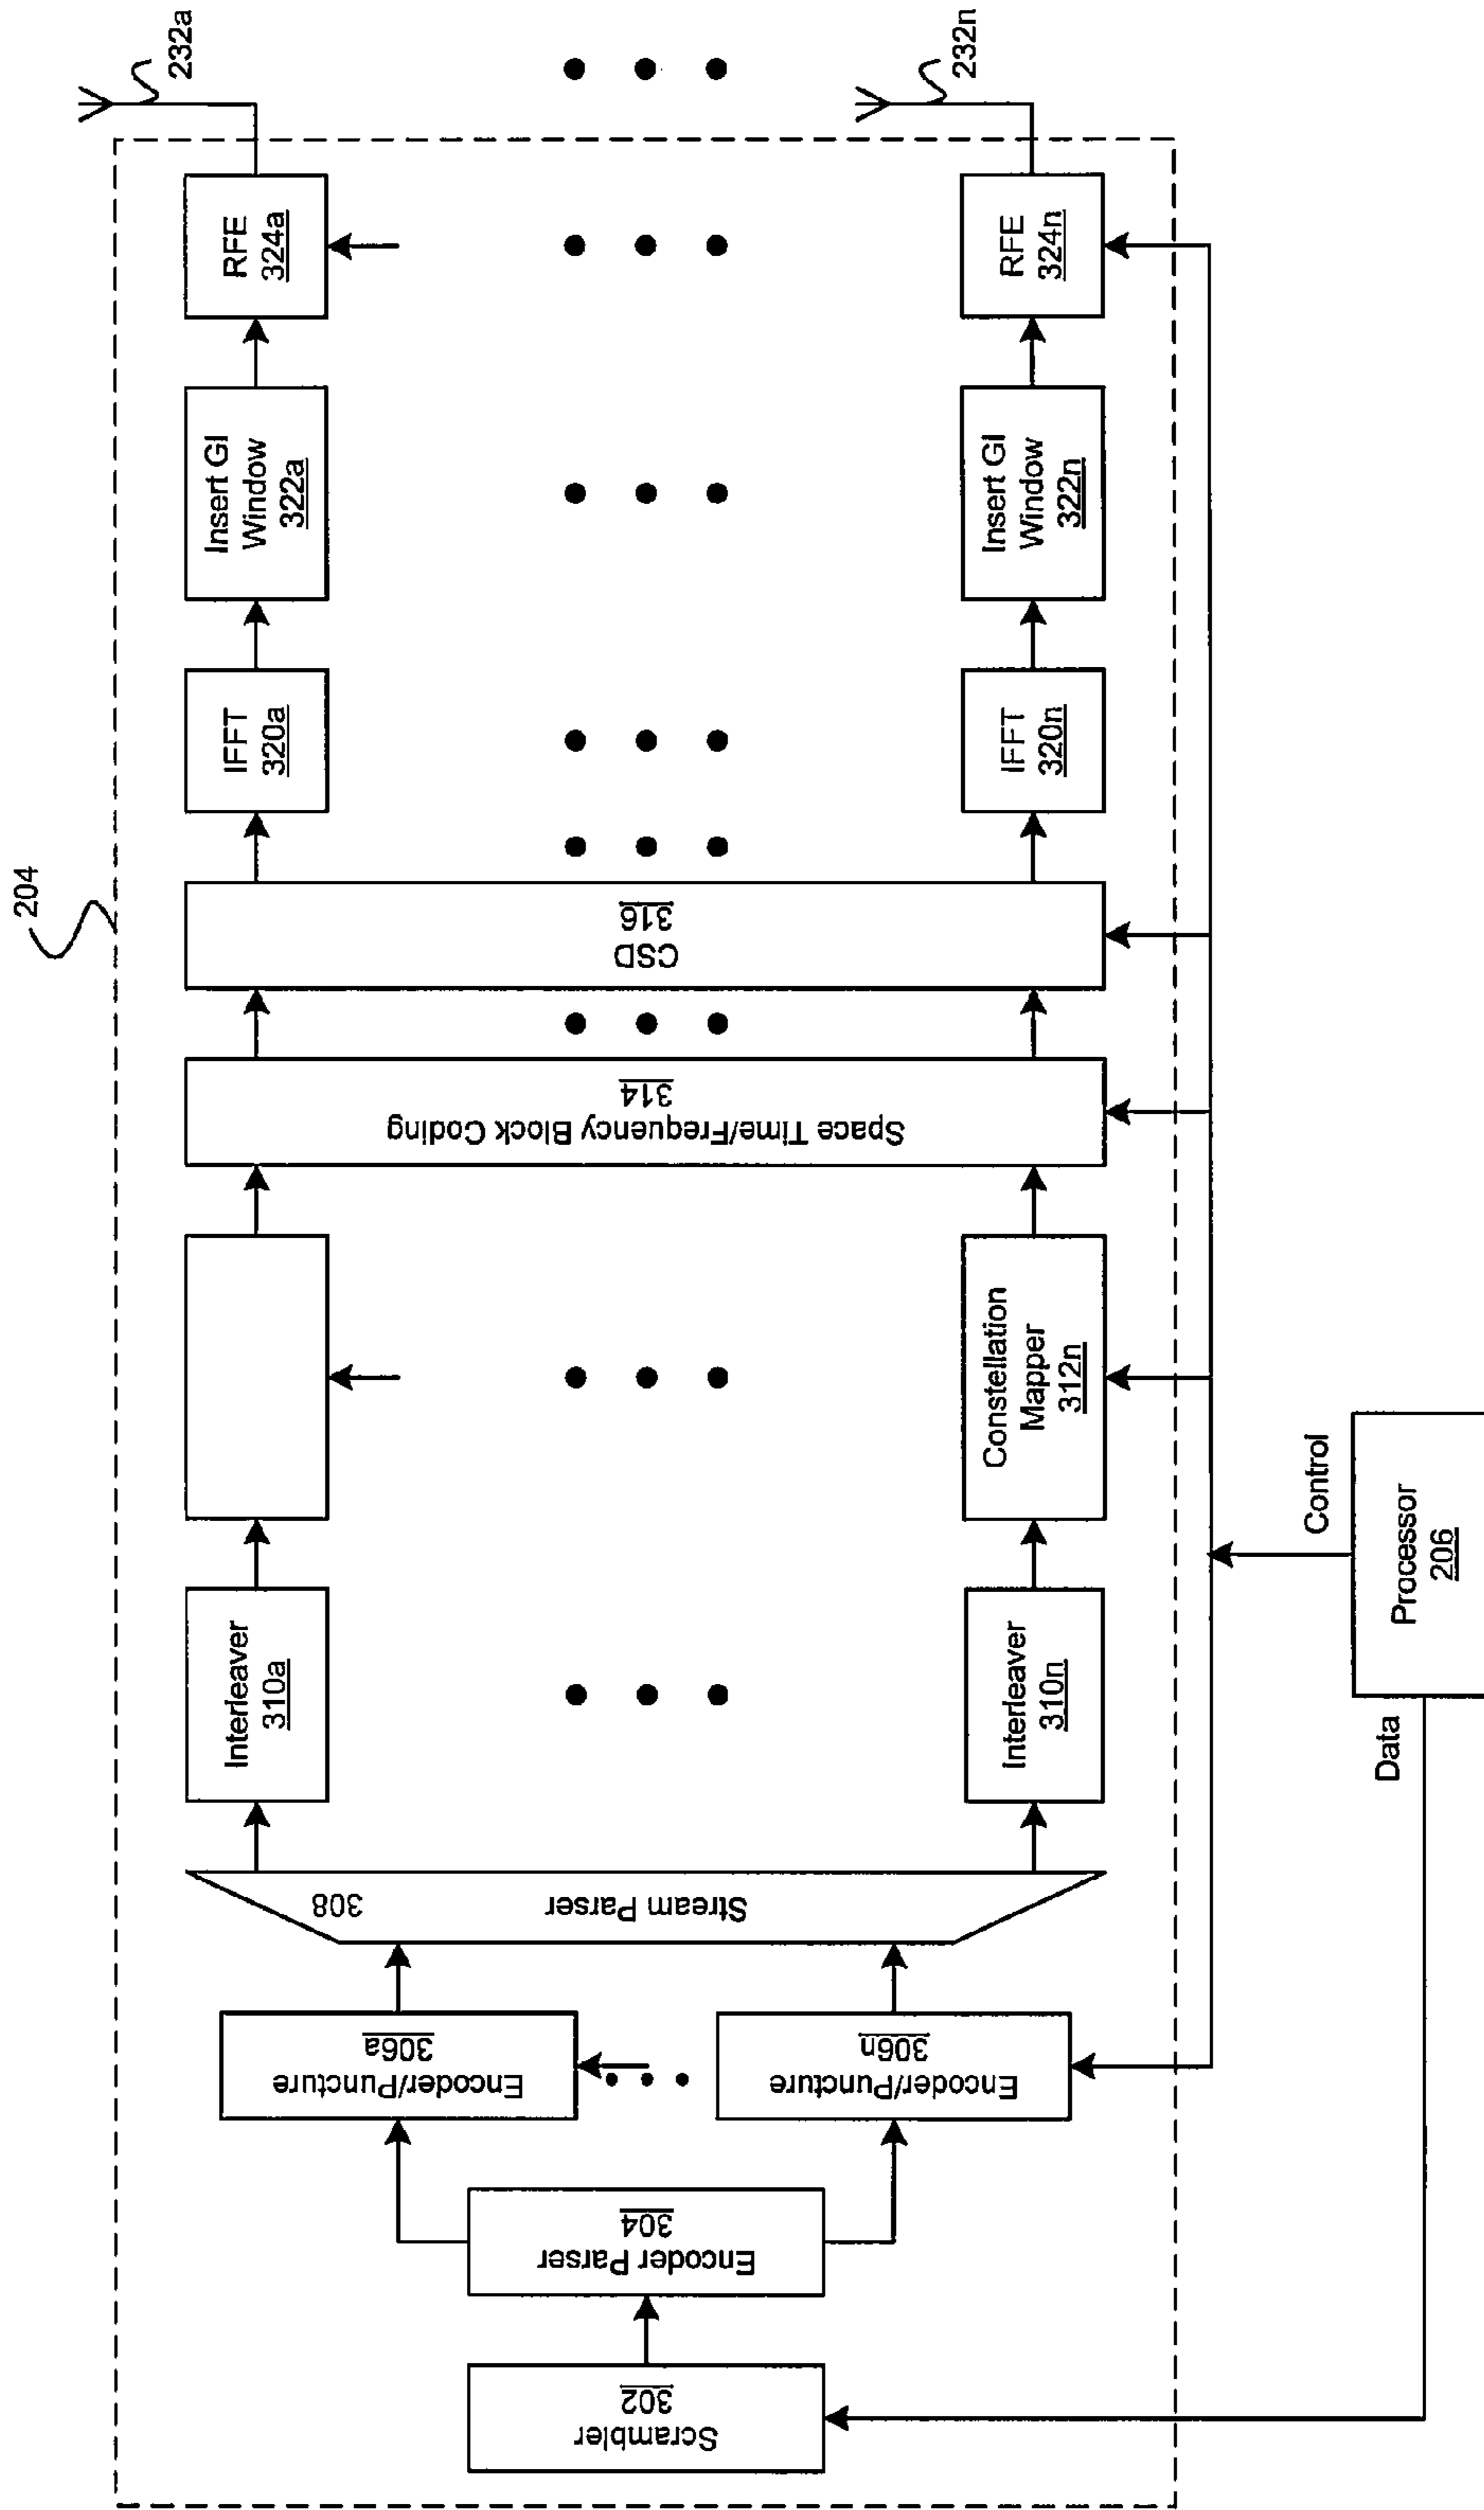 204
232a
RFE
324a
Insert GI
Window
322a
IFFT
320a
CSD
316
Space Time/Frequency Block Coding
314
Interleaver
310a
Stream Parser
308
Encoder/Puncture
306a
Encoder/Puncture
306n
Encoder Parser
304
Scrambler
302
232n
RFE
324n
Insert GI
Window
322n
IFFT
320n
Constellation
Mapper
312n
Interleaver
310n
Control
Processor
206
Data